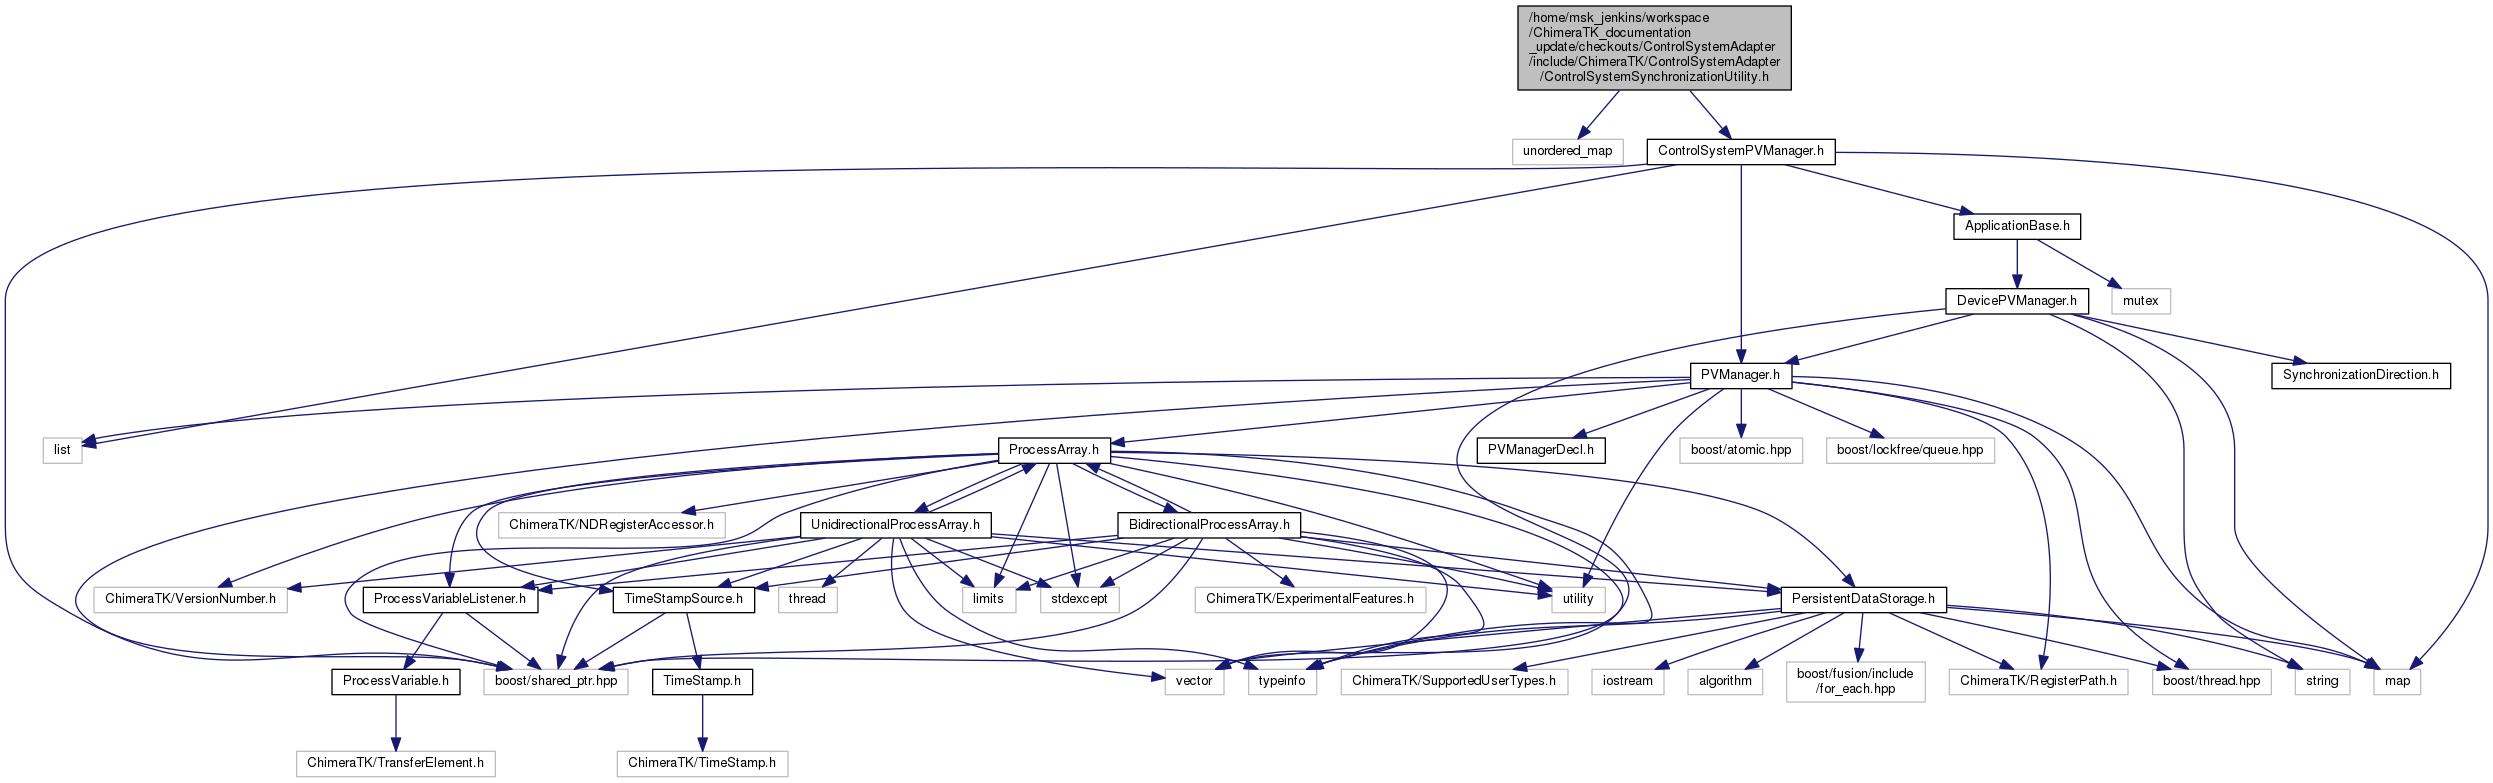 /home/msk_jenkins/workspace
/ChimeraTK_documentation
_update/checkouts/ControlSystemAdapter
/include/ChimeraTK/ControlSystemAdapter
/ControlSystemSynchronizationUtility.h
unordered_map
ControlSystemPVManager.h
ApplicationBase.h
DevicePVManager.h
mutex
PVManager.h
SynchronizationDirection.h
list
ProcessArray.h
PVManagerDecl.h
boost/atomic.hpp
boost/lockfree/queue.hpp
ChimeraTK/NDRegisterAccessor.h
UnidirectionalProcessArray.h
BidirectionalProcessArray.h
ChimeraTK/VersionNumber.h
ProcessVariableListener.h
TimeStampSource.h
thread
limits
stdexcept
ChimeraTK/ExperimentalFeatures.h
utility
PersistentDataStorage.h
ProcessVariable.h
boost/shared_ptr.hpp
TimeStamp.h
vector
typeinfo
ChimeraTK/SupportedUserTypes.h
iostream
algorithm
boost/fusion/include
/for_each.hpp
ChimeraTK/RegisterPath.h
boost/thread.hpp
string
map
ChimeraTK/TransferElement.h
ChimeraTK/TimeStamp.h